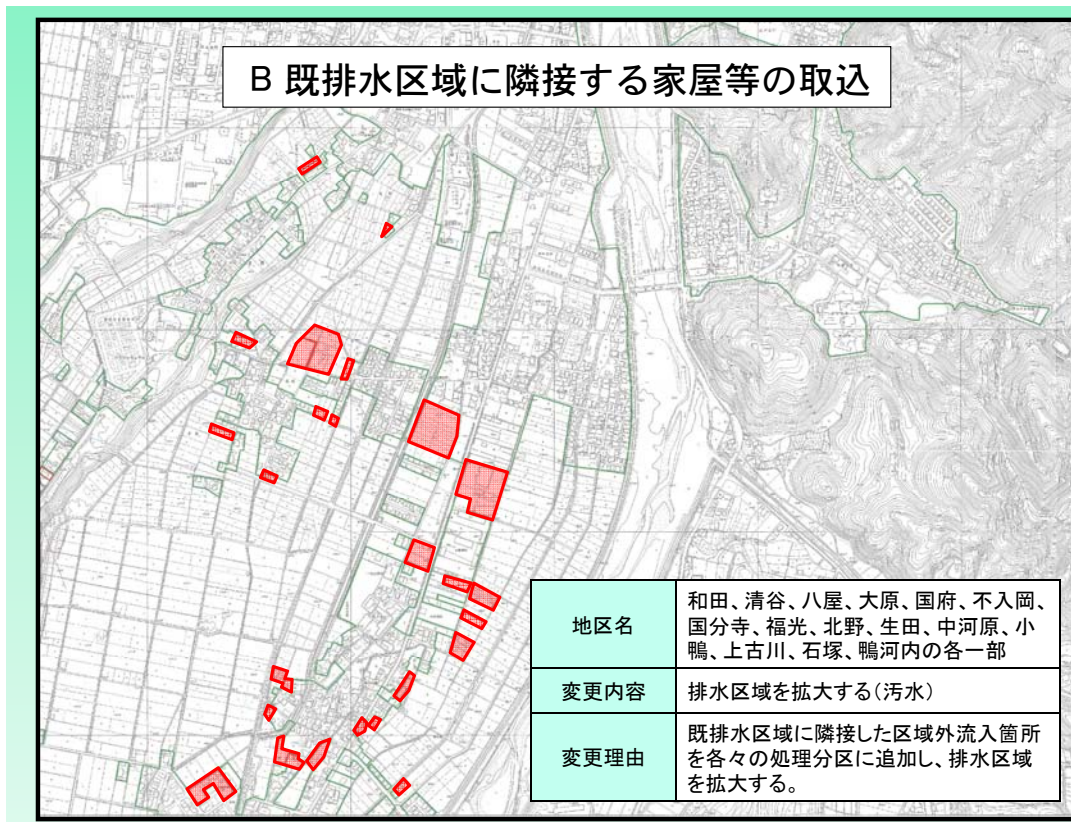 B 既排水区域に隣接する家屋等の取込
地区名
和田、清谷、八屋、大原、国府、不入岡、
国分寺、福光、北野、生田、中河原、小
鴨、上古川、石塚、鴨河内の各一部
変更内容
排水区域を拡大する(汚水)
変更理由
既排水区域に隣接した区域外流入箇所
を各々の処理分区に追加し、排水区域
を拡大する。